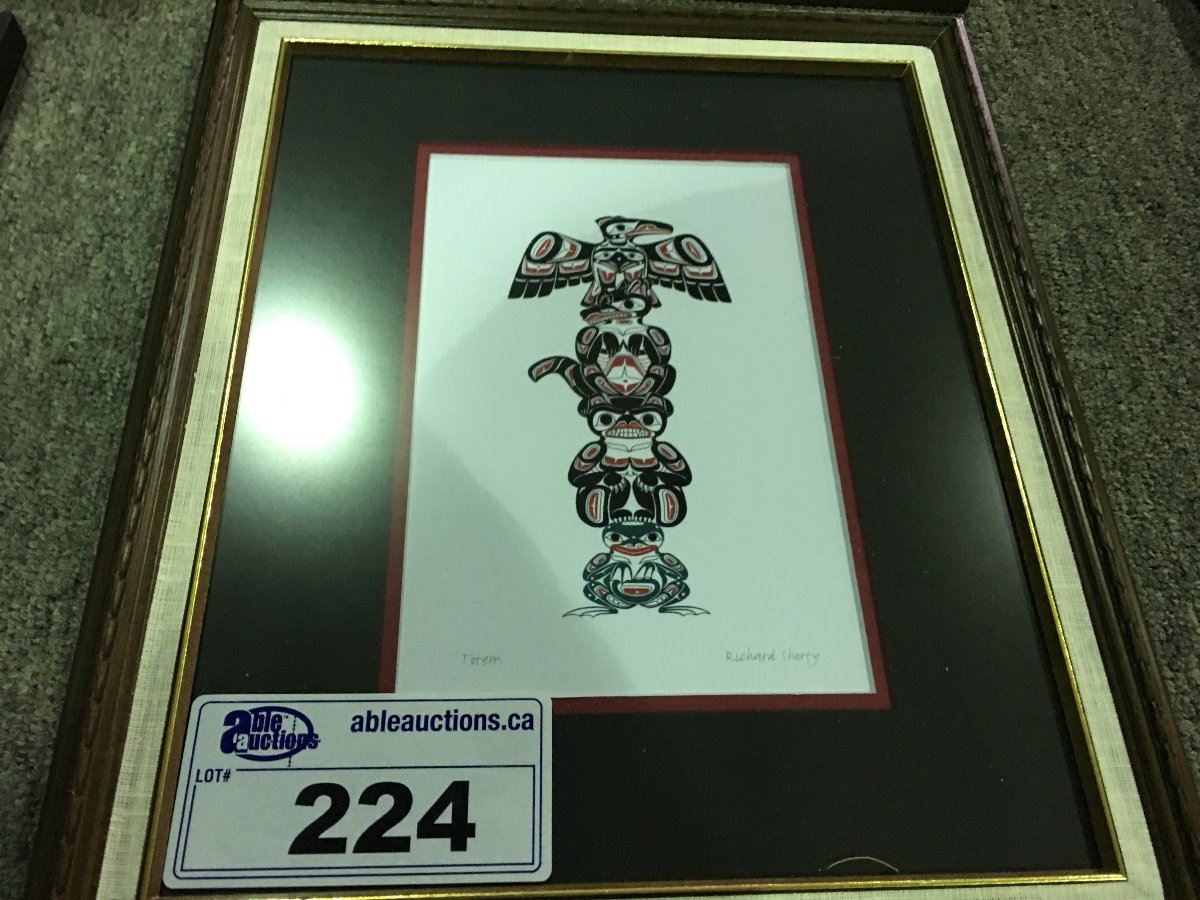 Totem
Richard Shorty
able auctions
ableauctions.ca
LOT#
224